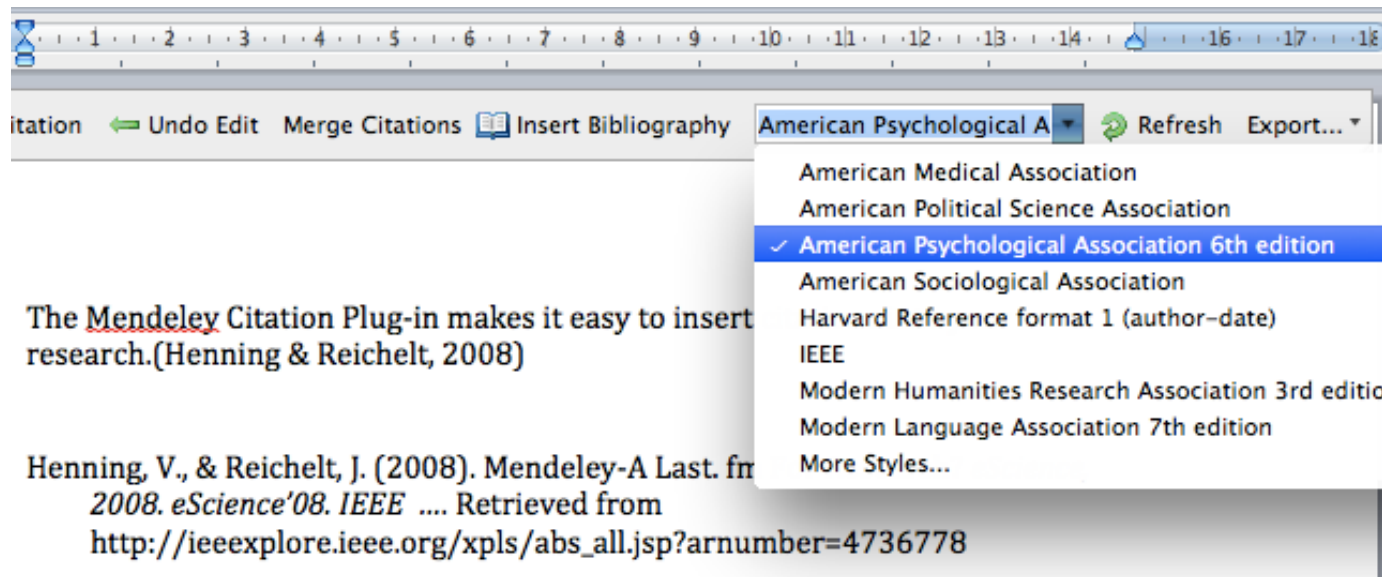 1 2 3 4 5 6 7 8 9 10 11 12 13 14 16 17 18
itation Undo Edit Merge Citations Insert Bibliography American Psychological A Refresh Export...
American Medical Association
American Political Science Association
✓ American Psychological Association 6th edition
American Sociological Association
Harvard Reference format 1 (author-date)
IEEE
Modern Humanities Research Association 3rd editio
Modern Language Association 7th edition
More Styles...
The Mendeley Citation Plug-in makes it easy to insert
research.(Henning & Reichelt, 2008)
Henning, V., & Reichelt, J. (2008). Mendeley-A Last. fm
2008. eScience'08. IEEE .... Retrieved from
http://ieeexplore.ieee.org/xpls/abs_all.jsp?arnumber=4736778